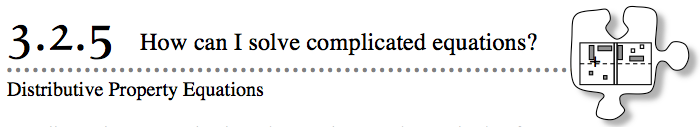 3.2.5 How can I solve complicated equations?
Distributive Property Equations